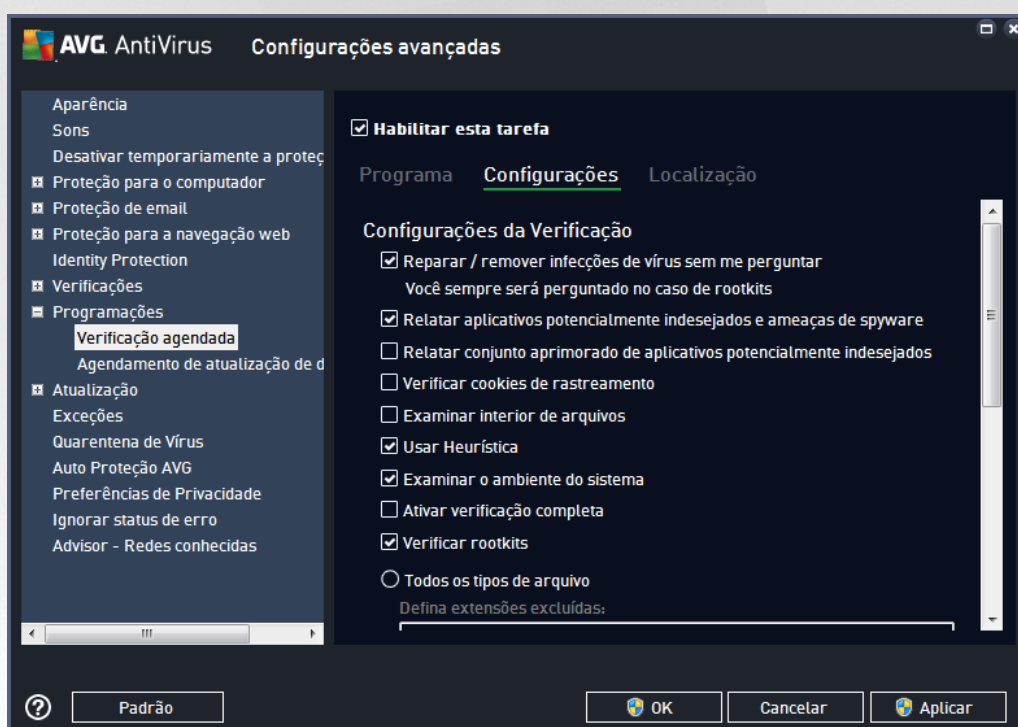 AVG. AntiVirus Configurações avançadas
Aparência
Sons
Desativar temporariamente a proteç
Proteção para o computador
Proteção de email
Proteção para a navegação web
Identity Protection
Verificações
Programações
Verificação agendada
Agendamento de atualização de d
Atualização
Exceções
Quarentena de Vírus
Auto Proteção AVG
Preferências de Privacidade
Ignorar status de erro
Advisor - Redes conhecidas
Habilitar esta tarefa
Programa Configurações Localização
Configurações da Verificação
Reparar / remover infecções de vírus sem me perguntar
Você sempre será perguntado no caso de rootkits
Relatar aplicativos potencialmente indesejados e ameaças de spyware
Relatar conjunto aprimorado de aplicativos potencialmente indesejados
Verificar cookies de rastreamento
Examinar interior de arquivos
Usar Heurística
Examinar o ambiente do sistema
Ativar verificação completa
Verificar rootkits
Todos os tipos de arquivo
Defina extensões excluídas:
? Padrão OK Cancelar Aplicar